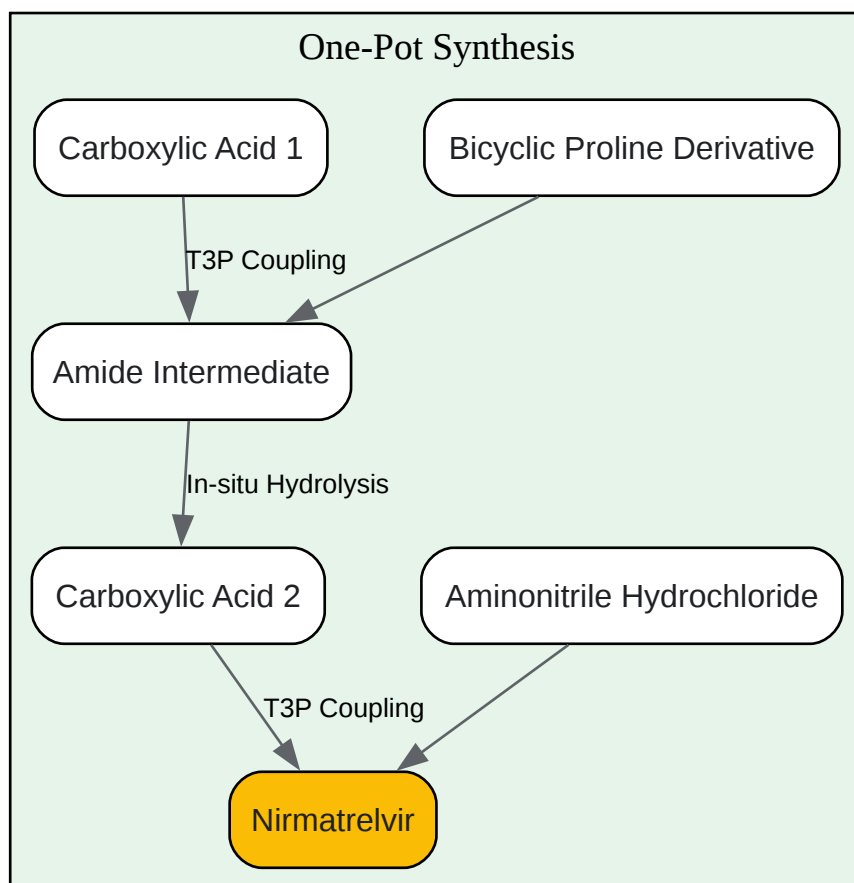 One-Pot Synthesis
Carboxylic Acid 1
Bicyclic Proline Derivative
T3P Coupling
Amide Intermediate
In-situ Hydrolysis
Carboxylic Acid 2
Aminonitrile Hydrochloride
T3P Coupling
Nirmatrelvir